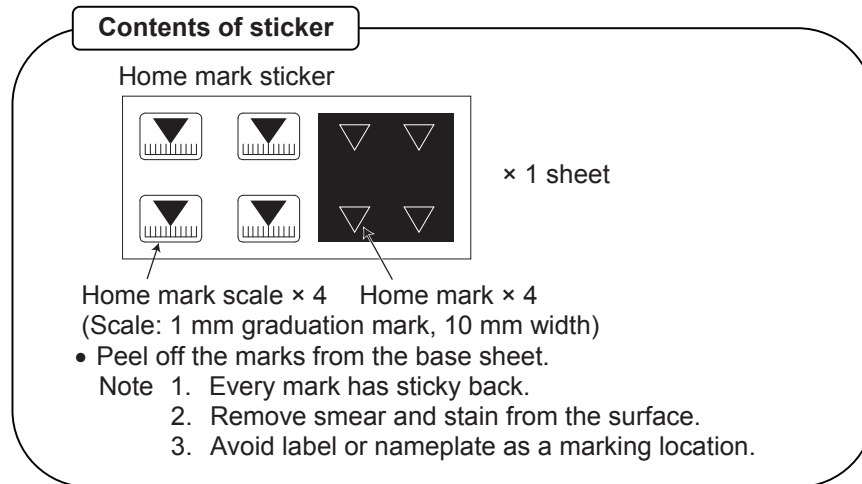 Contents of sticker
Home mark sticker
× 1 sheet
Home mark scale × 4 Home mark × 4
(Scale: 1 mm graduation mark, 10 mm width)
• Peel off the marks from the base sheet.
Note 1. Every mark has sticky back.
2. Remove smear and stain from the surface.
3. Avoid label or nameplate as a marking location.